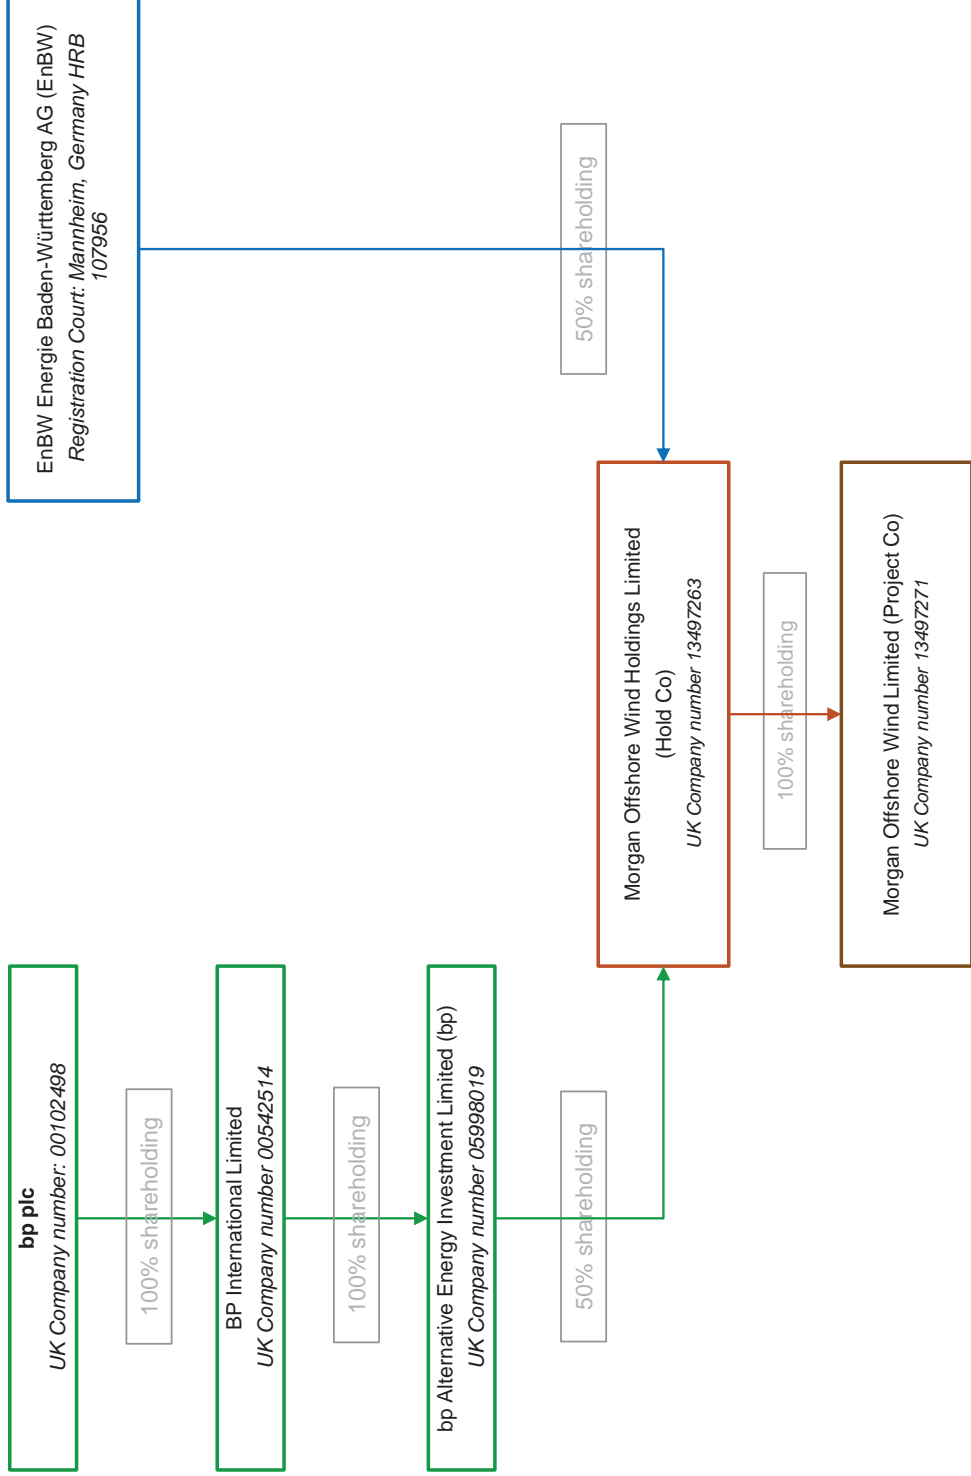 bp plc
UK Company number: 00102498
EnBW Energie Baden-Württemberg AG (EnBW)
Registration Court: Mannheim, Germany HRB
107956
100% shareholding
BP International Limited
UK Company number 00542514
100% shareholding
bp Alternative Energy Investment Limited (bp)
UK Company number 05998019
50% shareholding
50% shareholding
Morgan Offshore Wind Holdings Limited
(Hold Co)
UK Company number 13497263
100% shareholding
Morgan Offshore Wind Limited (Project Co)
UK Company number 13497271